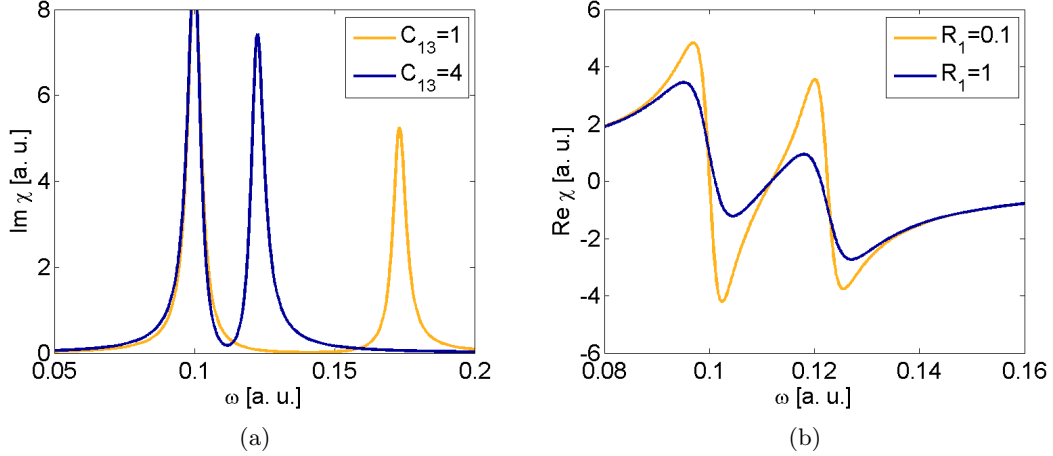 8
6
4
2
0
0.05
0.1
0.15
0.2
Im χ [a. u.]
ω [a. u.]
C13=1
C13=4
(a)
6
4
2
0
-2
-4
-6
0.08
0.1
0.12
0.14
0.16
Re χ [a. u.]
ω [a. u.]
R1=0.1
R1=1
(b)